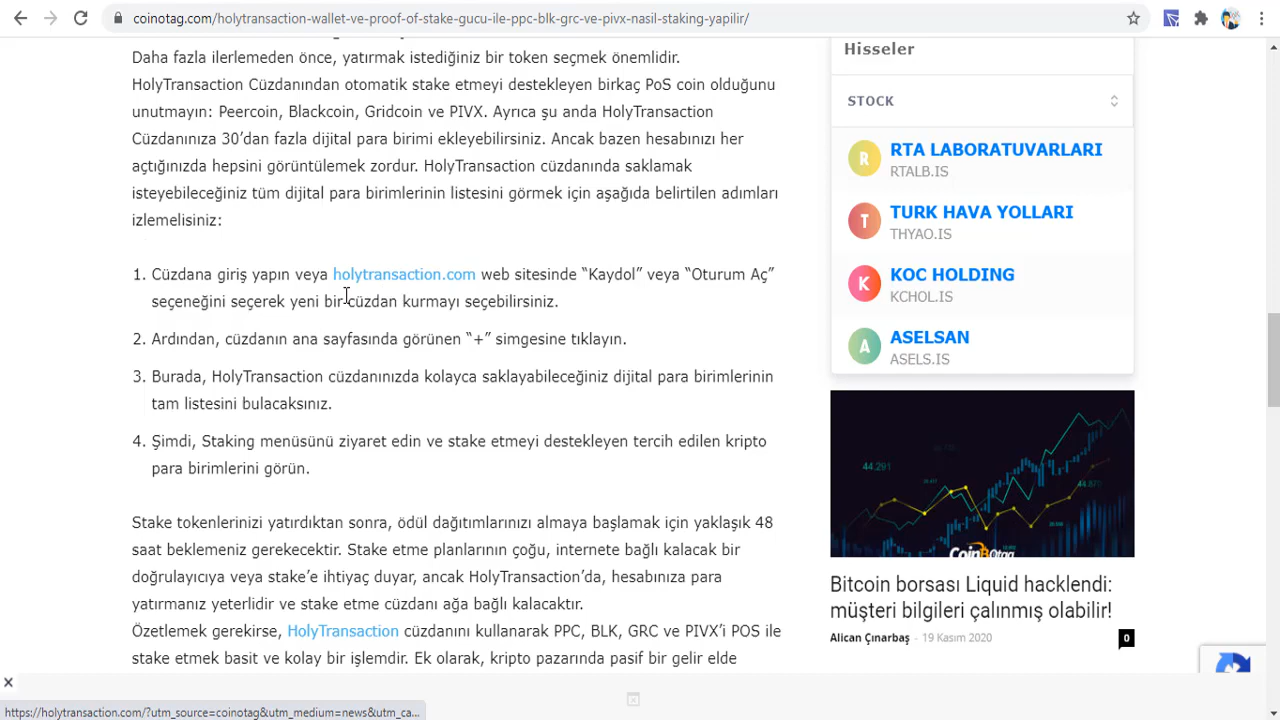 coinotag.com/holytransaction-wallet-ve-proof-of-stake-gucu-ile-ppc-blk-grc-ve-pivx-nasil-staking-yapilir/
Daha fazla ilerlemeden önce, yatırmak istediğiniz bir token seçmek önemlidir.
HolyTransaction Cüzdanından otomatik stake etmeyi destekleyen birkaç PoS coin olduğunu
unutmayın: Peercoin, Blackcoin, Gridcoin ve PIVX. Ayrıca şu anda HolyTransaction
Cüzdanınıza 30’dan fazla dijital para birimi ekleyebilirsiniz. Ancak bazen hesabınızı her
açtığınızda hepsini görüntülemek zordur. HolyTransaction cüzdanında saklamak
isteyebileceğiniz tüm dijital para birimlerinin listesini görmek için aşağıda belirtilen adımları
izlemelisiniz:
1. Cüzdana giriş yapın veya holytransaction.com web sitesinde “Kaydol” veya “Oturum Aç”
seçeneğini seçerek yeni bir cüzdan kurmayı seçebilirsiniz.
2. Ardından, cüzdanın ana sayfasında görünen “+” simgesine tıklayın.
3. Burada, HolyTransaction cüzdanınızda kolayca saklayabileceğiniz dijital para birimlerinin
tam listesini bulacaksınız.
4. Şimdi, Staking menüsünü ziyaret edin ve stake etmeyi destekleyen tercih edilen kripto
para birimlerini görün.
Stake tokenlerinizi yatırdıktan sonra, ödül dağıtımlarınızı almaya başlamak için yaklaşık 48
saat beklemeniz gerekecektir. Stake etme planlarının çoğu, internete bağlı kalacak bir
doğrulayıcıya veya stake’e ihtiyaç duyar, ancak HolyTransaction’da, hesabınıza para
yatırmanız yeterlidir ve stake etme cüzdanı ağa bağlı kalacaktır.
Özetlemek gerekirse, HolyTransaction cüzdanını kullanarak PPC, BLK, GRC ve PIVX’i POS ile
stake etmek basit ve kolay bir işlemdir. Ek olarak, kripto pazarında pasif bir gelir elde
Hisseler
STOCK
R
RTA LABORATUVARLARI
RTALB.IS
T
TURK HAVA YOLLARI
THYAO.IS
K
KOC HOLDING
KCHOL.IS
A
ASELSAN
ASELS.IS
44.291
CoinBotag
Bitcoin borsası Liquid hacklendi:
müşteri bilgileri çalınmış olabilir!
Alican Çınarbaş - 19 Kasım 2020
0
https://holytransaction.com/?utm_source=coinotag&utm_medium=news&utm_ca...